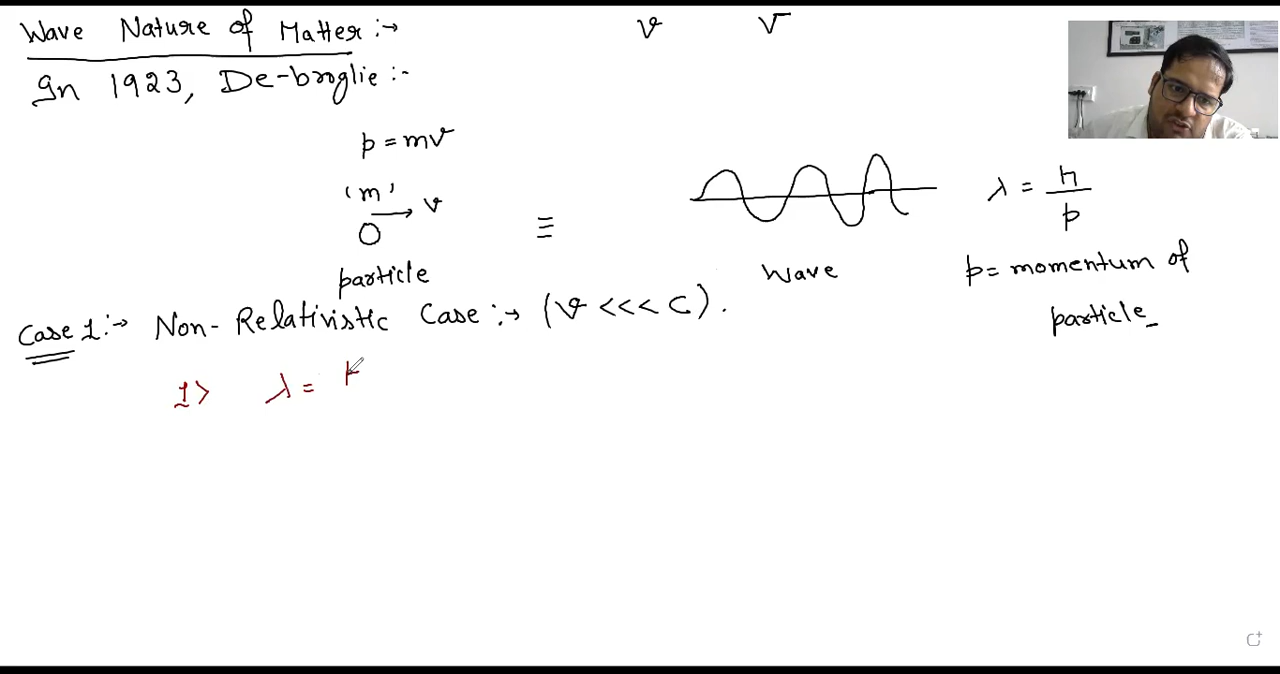 Wave Nature of Matter :→
v V
In 1923, De-broglie :-
p = mv
'm'
v
≡
λ = h/p
particle
Wave
p = momentum of particle
Case 1 :→ Non-Relativistic Case :→ (v <<< c).
1> λ =